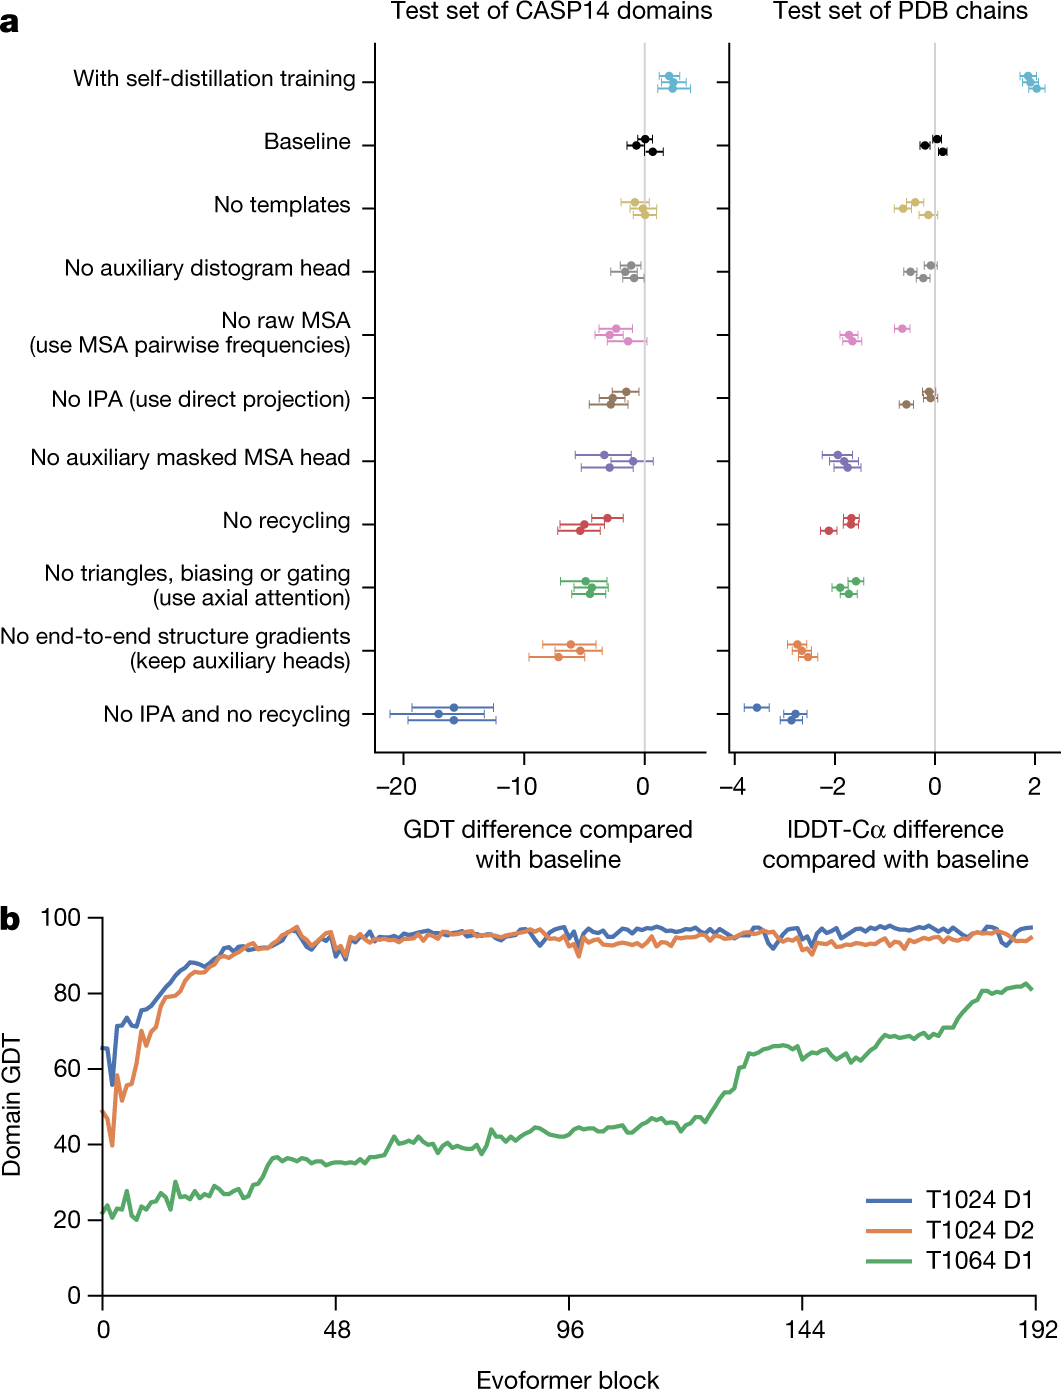 a
Test set of CASP14 domains
Test set of PDB chains
With self-distillation training
Baseline
No templates
No auxiliary distogram head
No raw MSA
(use MSA pairwise frequencies)
No IPA (use direct projection)
No auxiliary masked MSA head
No recycling
No triangles, biasing or gating
(use axial attention)
No end-to-end structure gradients
(keep auxiliary heads)
No IPA and no recycling
−20 −10 0
−4 −2 0 2
GDT difference compared
with baseline
lDDT-Cα difference
compared with baseline
b
100
80
60
40
20
0
Domain GDT
T1024 D1
T1024 D2
T1064 D1
0 48 96 144 192
Evoformer block